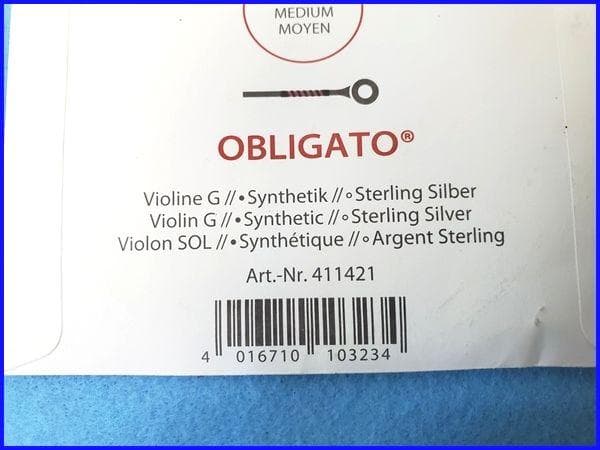 MEDIUM
MOYEN
OBLIGATO®
Violine G //•Synthetik //∘Sterling Silber
Violin G //•Synthetic //∘Sterling Silver
Violon SOL //•Synthétique //∘Argent Sterling
Art.-Nr. 411421
4 016710 103234